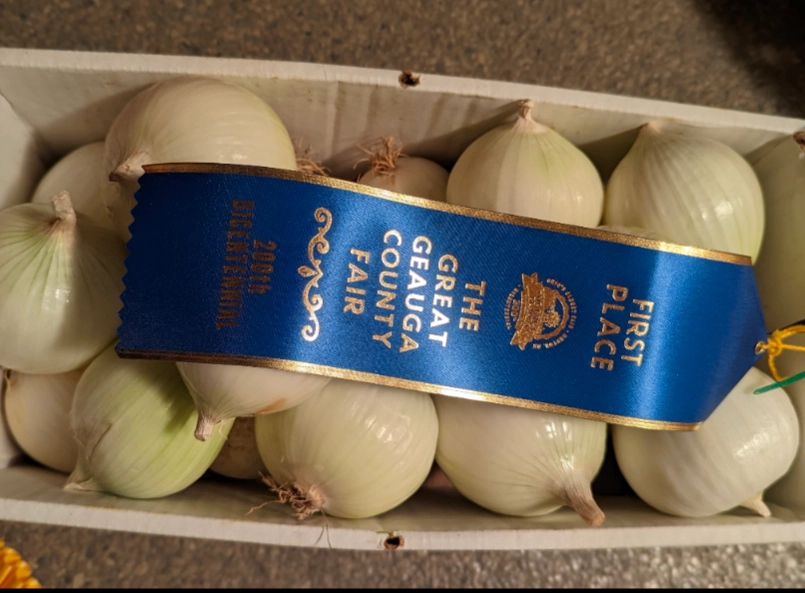 FIRST
PLACE
THE
GREAT
GEAUGA
COUNTY
FAIR
200th
BICENTENNIAL